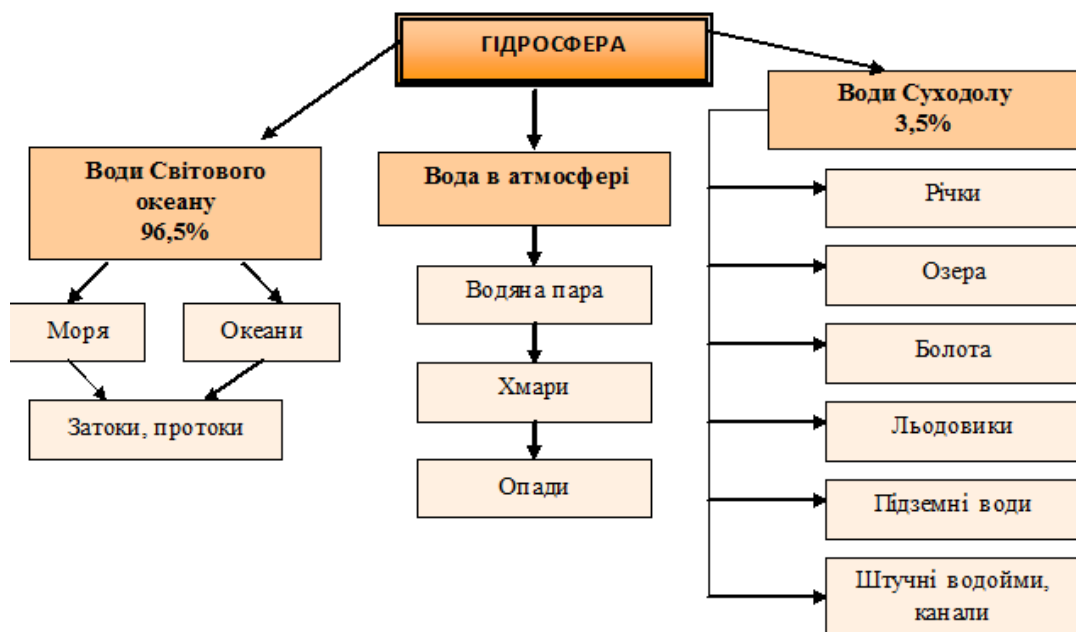 ГІДРОСФЕРА
Води Світового
океану
96,5%
Моря
Океани
Затоки, протоки
Вода в атмосфері
Водяна пара
Хмари
Опади
Води Суходолу
3,5%
Річки
Озера
Болота
Льодовики
Підземні води
Штучні водойми,
канали